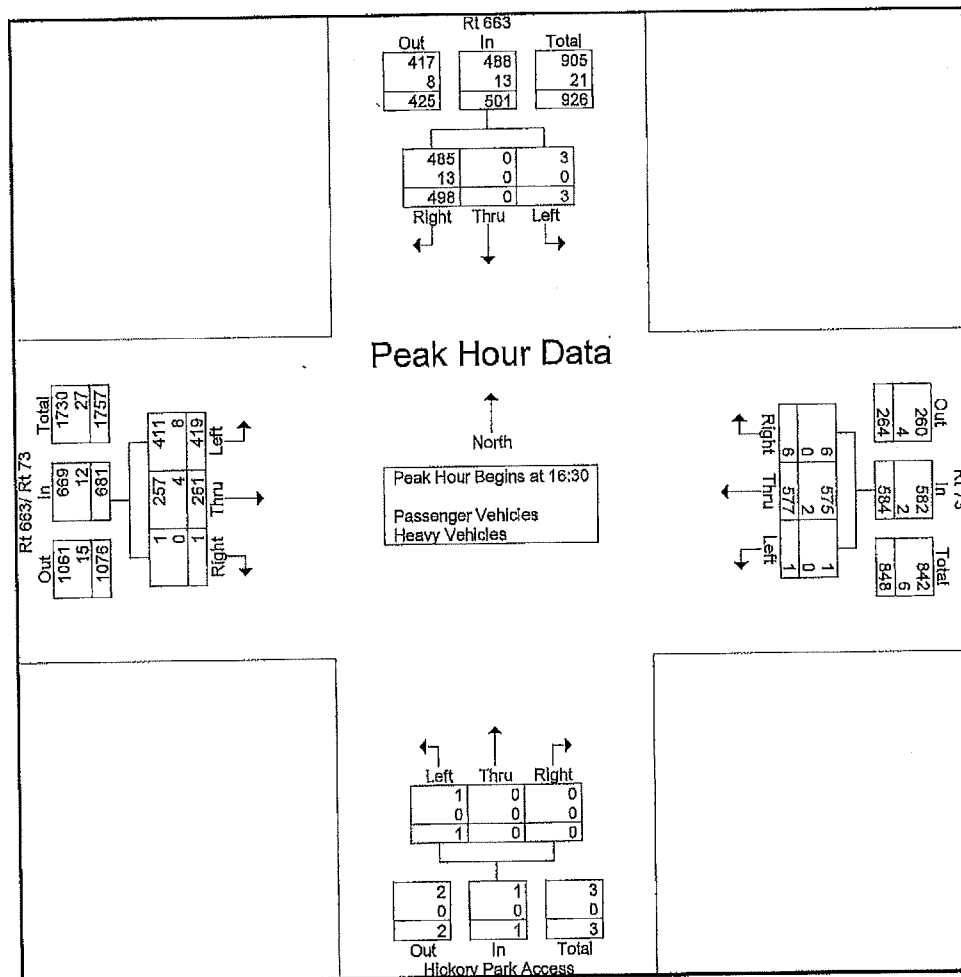 Rt 663
Out In Total
417 488 905
8 13 21
425 501 926
485 0 3
13 0 0
498 0 3
Right Thru Left
Peak Hour Data
North
Peak Hour Begins at 16:30
Passenger Vehicles
Heavy Vehicles
Rt 663/ Rt 73
Out In Total
1061 669 1730
15 12 27
1076 681 1757
Left Thru Right
411 257 1
8 4 0
419 261 1
Rt 73
Out In Total
260 582 842
4 2 6
264 584 848
6 575 1
0 2 0
6 577 1
Right Thru Left
Left Thru Right
1 0 0
0 0 0
1 0 0
2 1 3
0 0 0
2 1 3
Out In Total
Hickory Park Access